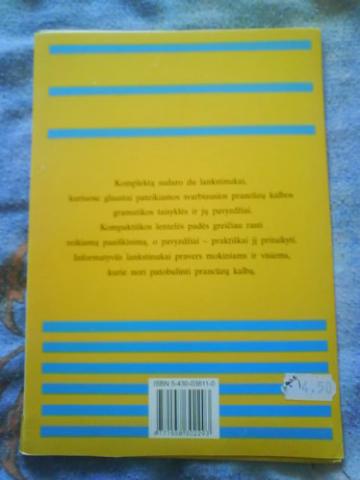 Komplektą sudaro du lankstinukai,
kuriuose glaustai pateikiamos svarbiausios prancūzų kalbos
gramatikos taisyklės ir jų pavyzdžiai.
Kompaktiškos lentelės padės greičiau rasti
reikiamą paaiškinimą, o pavyzdžiai – praktiškai jį pritaikyti.
Informatyvūs lankstinukai pravers mokiniams ir visiems,
kurie nori patobulinti prancūzų kalbą.
ISBN 5-430-03811-0
4,50